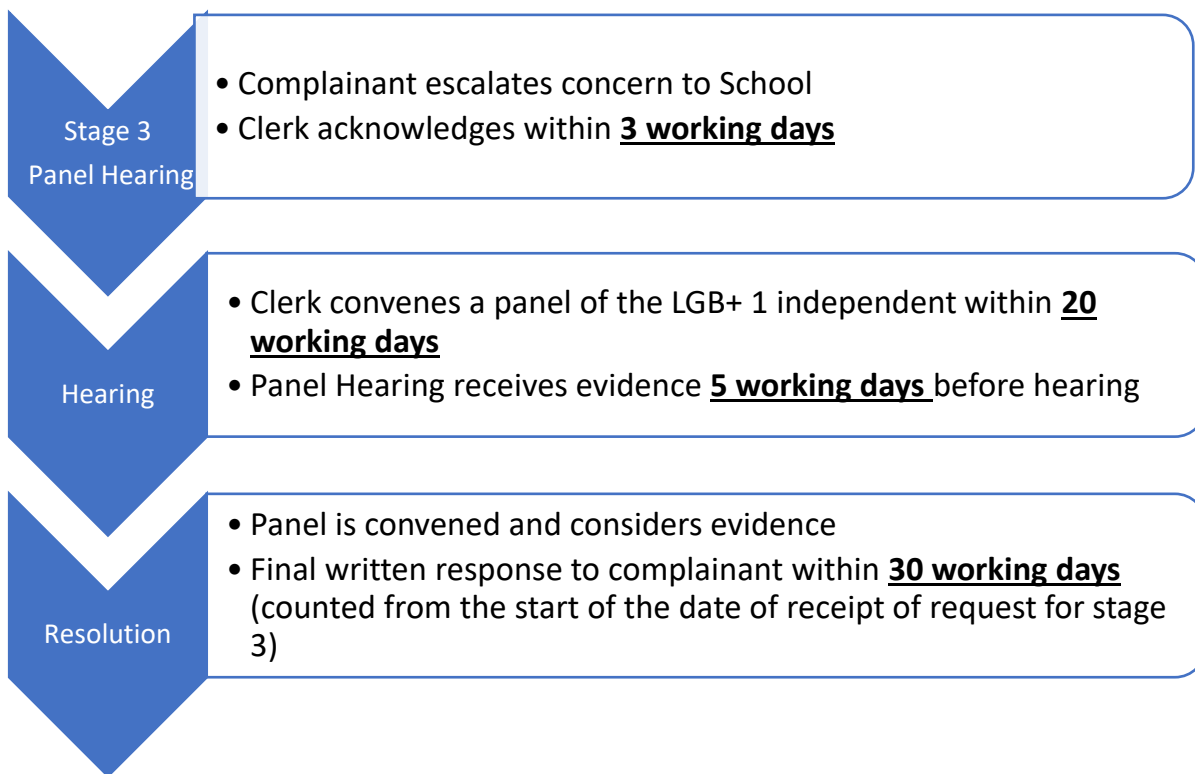 Stage 3
Panel Hearing
• Complainant escalates concern to School
• Clerk acknowledges within 3 working days
Hearing
• Clerk convenes a panel of the LGB+ 1 independent within 20
working days
• Panel Hearing receives evidence 5 working days before hearing
Resolution
• Panel is convened and considers evidence
• Final written response to complainant within 30 working days
(counted from the start of the date of receipt of request for stage
3)